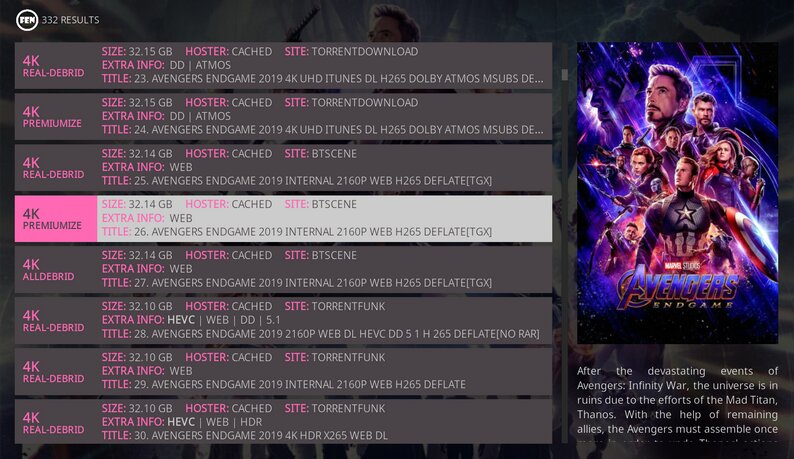 FEN 332 RESULTS
4K
REAL-DEBRID
SIZE: 32.15 GB HOSTER: CACHED SITE: TORRENTDOWNLOAD
EXTRA INFO: DD | ATMOS
TITLE: 23. AVENGERS ENDGAME 2019 4K UHD ITUNES DL H265 DOLBY ATMOS MSUBS DE...
4K
PREMIUMIZE
SIZE: 32.15 GB HOSTER: CACHED SITE: TORRENTDOWNLOAD
EXTRA INFO: DD | ATMOS
TITLE: 24. AVENGERS ENDGAME 2019 4K UHD ITUNES DL H265 DOLBY ATMOS MSUBS DE...
4K
REAL-DEBRID
SIZE: 32.14 GB HOSTER: CACHED SITE: BTSCENE
EXTRA INFO: WEB
TITLE: 25. AVENGERS ENDGAME 2019 INTERNAL 2160P WEB H265 DEFLATE[TGX]
4K
PREMIUMIZE
SIZE: 32.14 GB HOSTER: CACHED SITE: BTSCENE
EXTRA INFO: WEB
TITLE: 26. AVENGERS ENDGAME 2019 INTERNAL 2160P WEB H265 DEFLATE[TGX]
4K
ALLDEBRID
SIZE: 32.14 GB HOSTER: CACHED SITE: BTSCENE
EXTRA INFO: WEB
TITLE: 27. AVENGERS ENDGAME 2019 INTERNAL 2160P WEB H265 DEFLATE[TGX]
4K
REAL-DEBRID
SIZE: 32.10 GB HOSTER: CACHED SITE: TORRENTFUNK
EXTRA INFO: HEVC | WEB | DD | 5.1
TITLE: 28. AVENGERS ENDGAME 2019 2160P WEB DL HEVC DD 5 1 H 265 DEFLATE[NO RAR]
4K
REAL-DEBRID
SIZE: 32.10 GB HOSTER: CACHED SITE: TORRENTFUNK
EXTRA INFO: WEB
TITLE: 29. AVENGERS ENDGAME 2019 INTERNAL 2160P WEB H265 DEFLATE
4K
REAL-DEBRID
SIZE: 32.10 GB HOSTER: CACHED SITE: TORRENTFUNK
EXTRA INFO: HEVC | WEB | HDR
TITLE: 30. AVENGERS ENDGAME 2019 4K HDR X265 WEB DL
MARVEL STUDIOS
AVENGERS
ENDGAME
After the devastating events of
Avengers: Infinity War, the universe is in
ruins due to the efforts of the Mad Titan,
Thanos. With the help of remaining
allies, the Avengers must assemble once